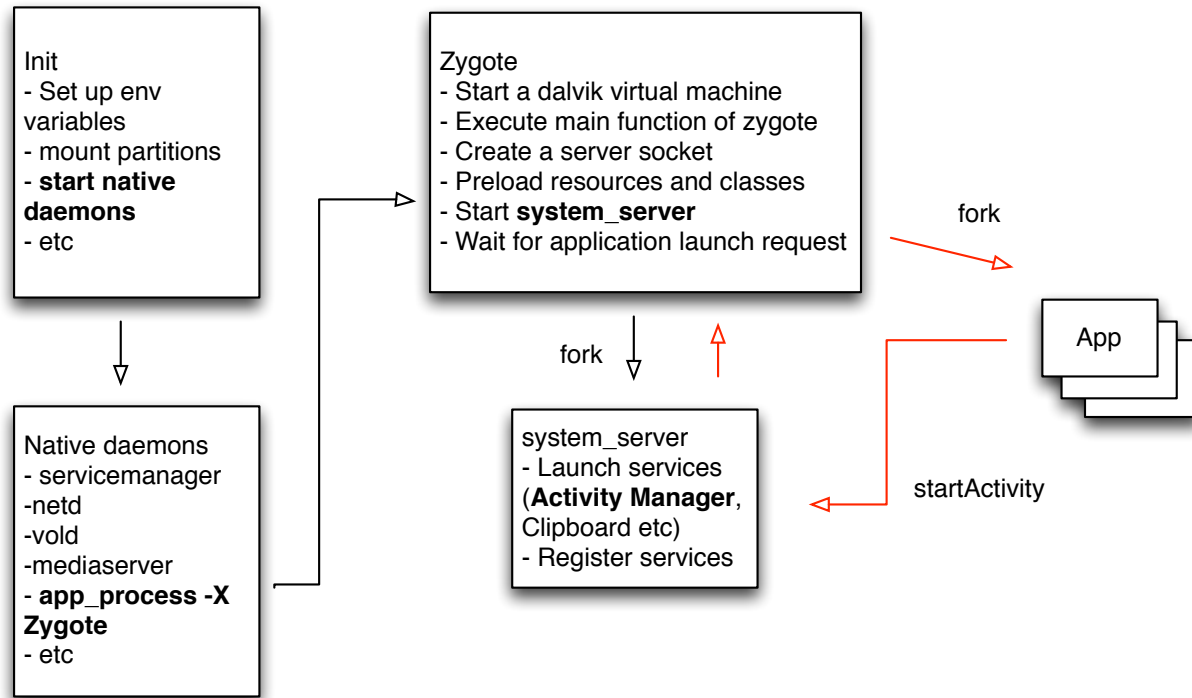 Init
- Set up env
variables
- mount partitions
- start native
daemons
- etc
Zygote
- Start a dalvik virtual machine
- Execute main function of zygote
- Create a server socket
- Preload resources and classes
- Start system_server
- Wait for application launch request
fork
App
fork
Native daemons
- servicemanager
-netd
-vold
-mediaserver
- app_process -X
Zygote
- etc
system_server
- Launch services
(Activity Manager,
Clipboard etc)
- Register services
startActivity